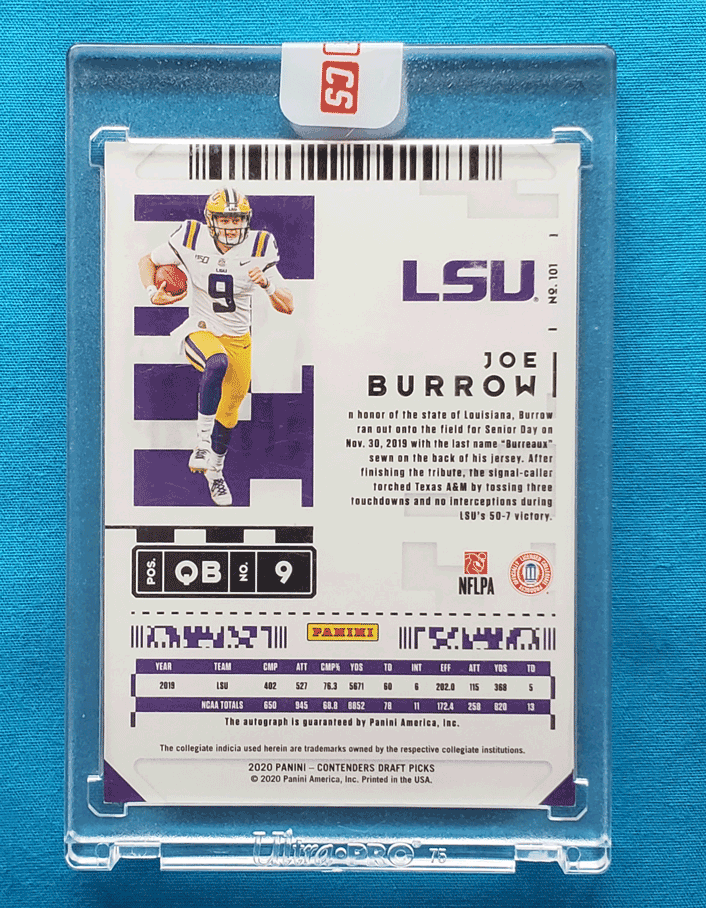 CS
LSU
Nº. 101
9
LSU
JOE
BURROW
n honor of the state of Louisiana, Burrow
ran out onto the field for Senior Day on
Nov. 30, 2019 with the last name "Burreaux"
sewn on the back of his jersey. After
finishing the tribute, the signal-caller
torched Texas A&M by tossing three
touchdowns and no interceptions during
LSU's 50-7 victory.
POS. QB NO. 9
NFLPA
PANINI
YEAR TEAM CMP ATT CMP% YDS TD INT EFF ATT YDS TD
2019 LSU 402 527 76.3 5671 60 6 202.0 115 368 5
NCAA TOTALS 650 945 68.8 8852 78 11 172.4 258 820 13
The autograph is guaranteed by Panini America, Inc.
The collegiate indicia used herein are trademarks owned by the respective collegiate institutions.
2020 PANINI – CONTENDERS DRAFT PICKS
© 2020 Panini America, Inc. Printed in the USA.
Ultra•PRO 75